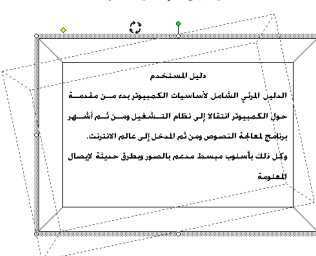 دليل المستخدم
الدليل المرئي الشامل لأساسيات الكمبيوتر بدء من مقدمة
حول الكمبيوتر انتقالا إلى نظام التشغيل ومن ثم أشهر
برنامج لمعالجة النصوص ومن ثم المدخل إلى عالم الانترنت.
وكل ذلك بأسلوب مبسط مدعم بالصور وبطرق حديثة لإيصال
المعلومة